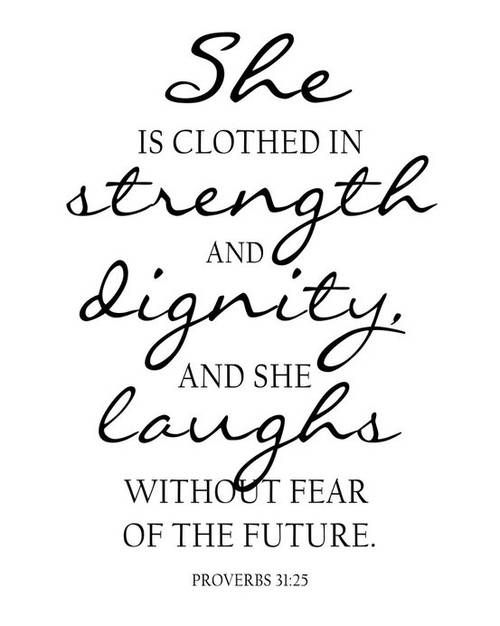 She
IS CLOTHED IN
strength
AND
dignity,
AND SHE
laughs
WITHOUT FEAR
OF THE FUTURE.
PROVERBS 31:25